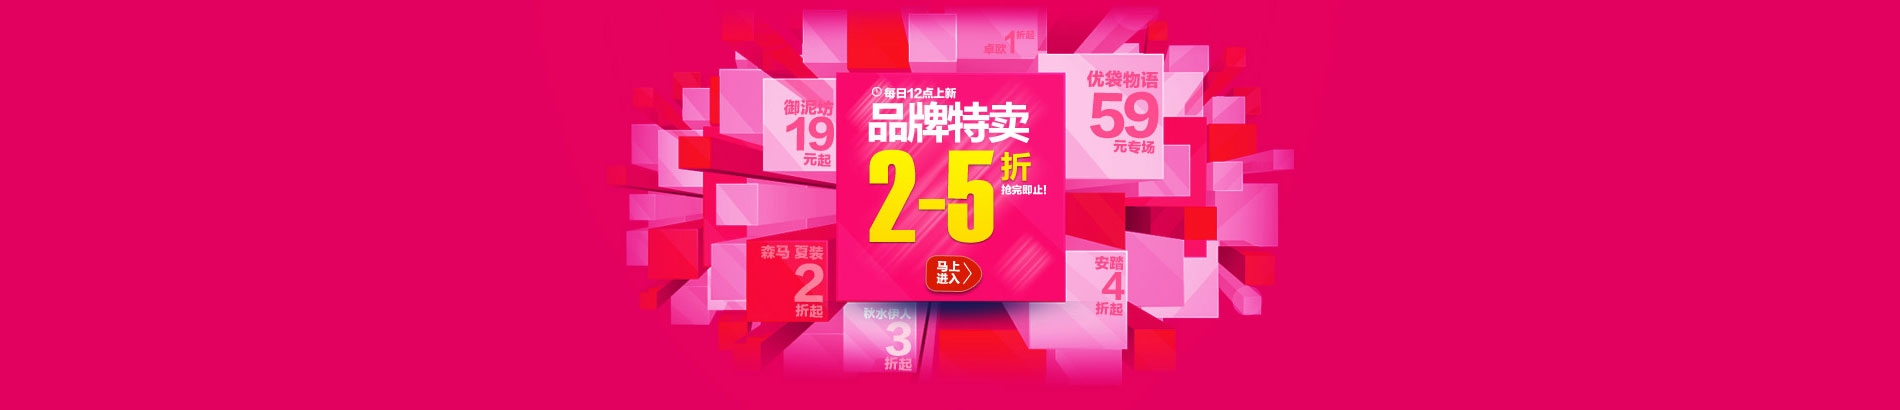 卓欧1折起
每日12点上新
品牌特卖
2-5折
抢完即止!
马上
进入
御泥坊
19
元起
优袋物语
59
元专场
森马 夏装
2
折起
秋水伊人
3
折起
安踏
4
折起